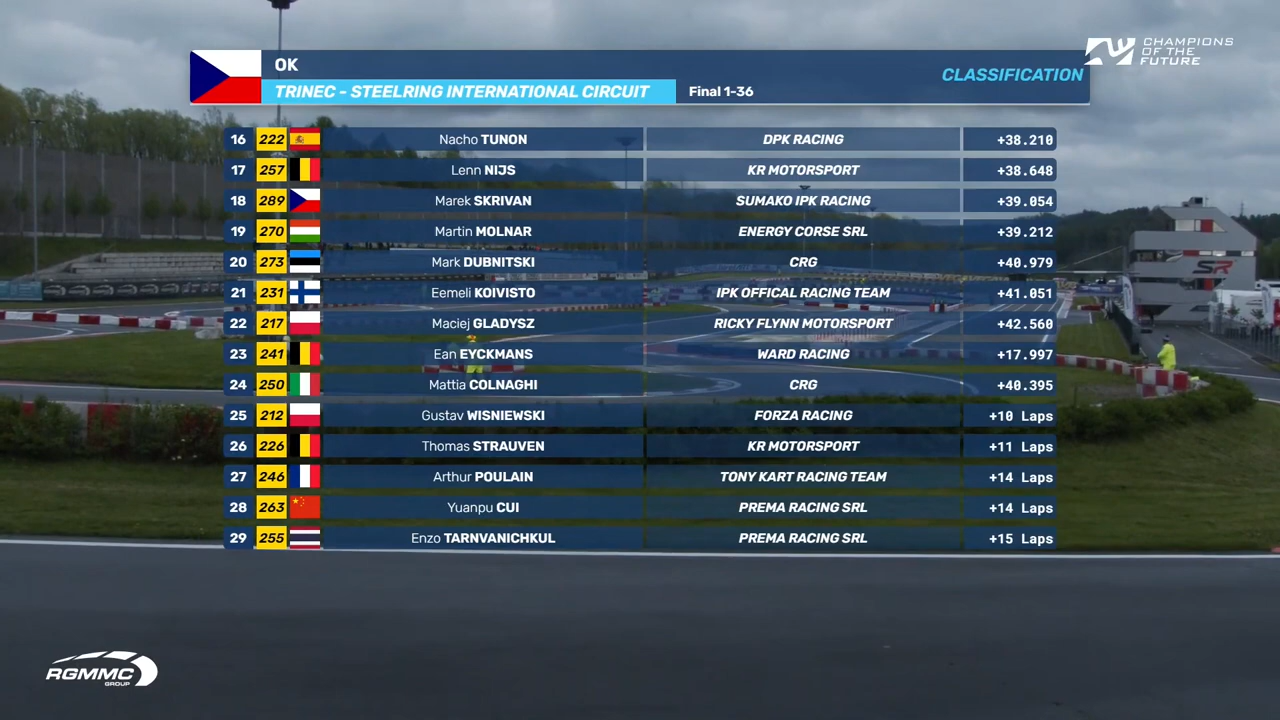 CHAMPIONS
OF THE
FUTURE
OK
CLASSIFICATION
TRINEC - STEELRING INTERNATIONAL CIRCUIT Final 1-36
16 222 Nacho TUNON DPK RACING +38.210
17 257 Lenn NIJS KR MOTORSPORT +38.648
18 289 Marek SKRIVAN SUMAKO IPK RACING +39.054
19 270 Martin MOLNAR ENERGY CORSE SRL +39.212
20 273 Mark DUBNITSKI CRG +40.979
21 231 Eemeli KOIVISTO IPK OFFICAL RACING TEAM +41.051
22 217 Maciej GLADYSZ RICKY FLYNN MOTORSPORT +42.560
23 241 Ean EYCKMANS WARD RACING +17.997
24 250 Mattia COLNAGHI CRG +40.395
25 212 Gustav WISNIEWSKI FORZA RACING +10 Laps
26 226 Thomas STRAUVEN KR MOTORSPORT +11 Laps
27 246 Arthur POULAIN TONY KART RACING TEAM +14 Laps
28 263 Yuanpu CUI PREMA RACING SRL +14 Laps
29 255 Enzo TARNVANICHKUL PREMA RACING SRL +15 Laps
SR
RGMMC
GROUP